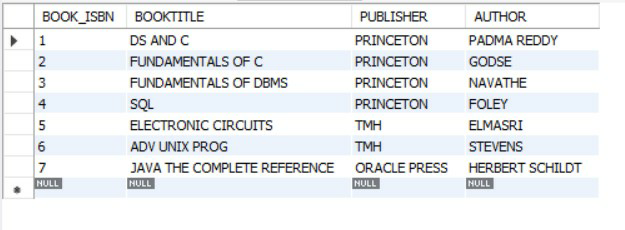 BOOK_ISBN BOOKTITLE PUBLISHER AUTHOR
1 DS AND C PRINCETON PADMA REDDY
2 FUNDAMENTALS OF C PRINCETON GODSE
3 FUNDAMENTALS OF DBMS PRINCETON NAVATHE
4 SQL PRINCETON FOLEY
5 ELECTRONIC CIRCUITS TMH ELMASRI
6 ADV UNIX PROG TMH STEVENS
7 JAVA THE COMPLETE REFERENCE ORACLE PRESS HERBERT SCHILDT
NULL NULL NULL NULL